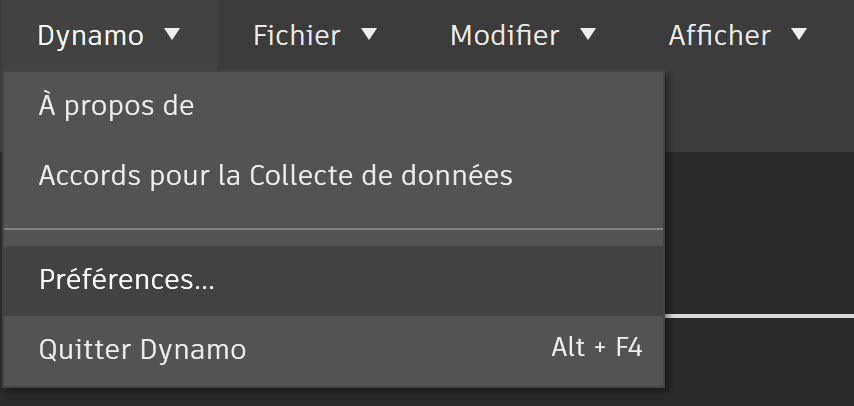 Dynamo Fichier Modifier Afficher
À propos de
Accords pour la Collecte de données
Préférences...
Quitter Dynamo Alt + F4